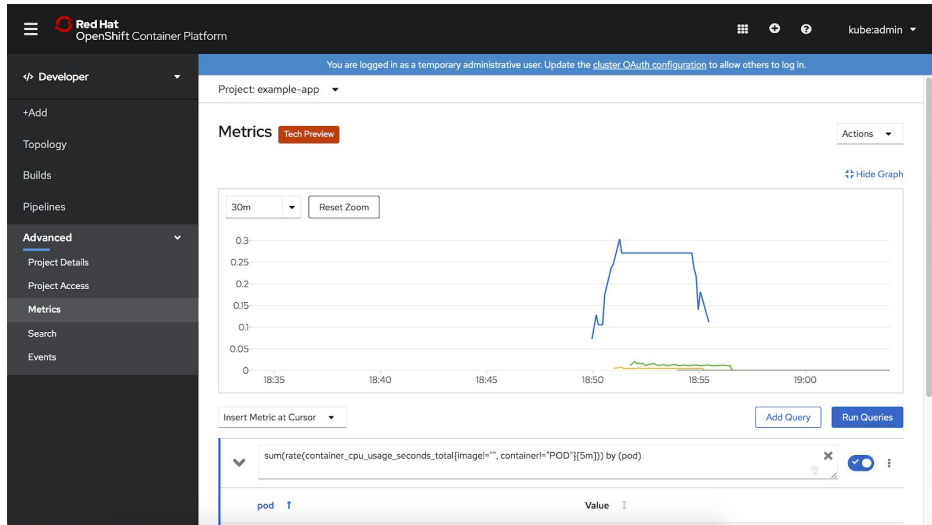 Red Hat
OpenShift Container Platform
kube:admin
You are logged in as a temporary administrative user. Update the cluster OAuth configuration to allow others to log in.
</> Developer
+Add
Topology
Builds
Pipelines
Advanced
Project Details
Project Access
Metrics
Search
Events
Project: example-app
Metrics Tech Preview
Actions
Hide Graph
30m
Reset Zoom
0.3
0.25
0.2
0.15
0.1
0.05
0
18:35 18:40 18:45 18:50 18:55 19:00
Insert Metric at Cursor
Add Query
Run Queries
sum(rate(container_cpu_usage_seconds_total{image!="", container!="POD"}[5m])) by (pod)
pod
Value